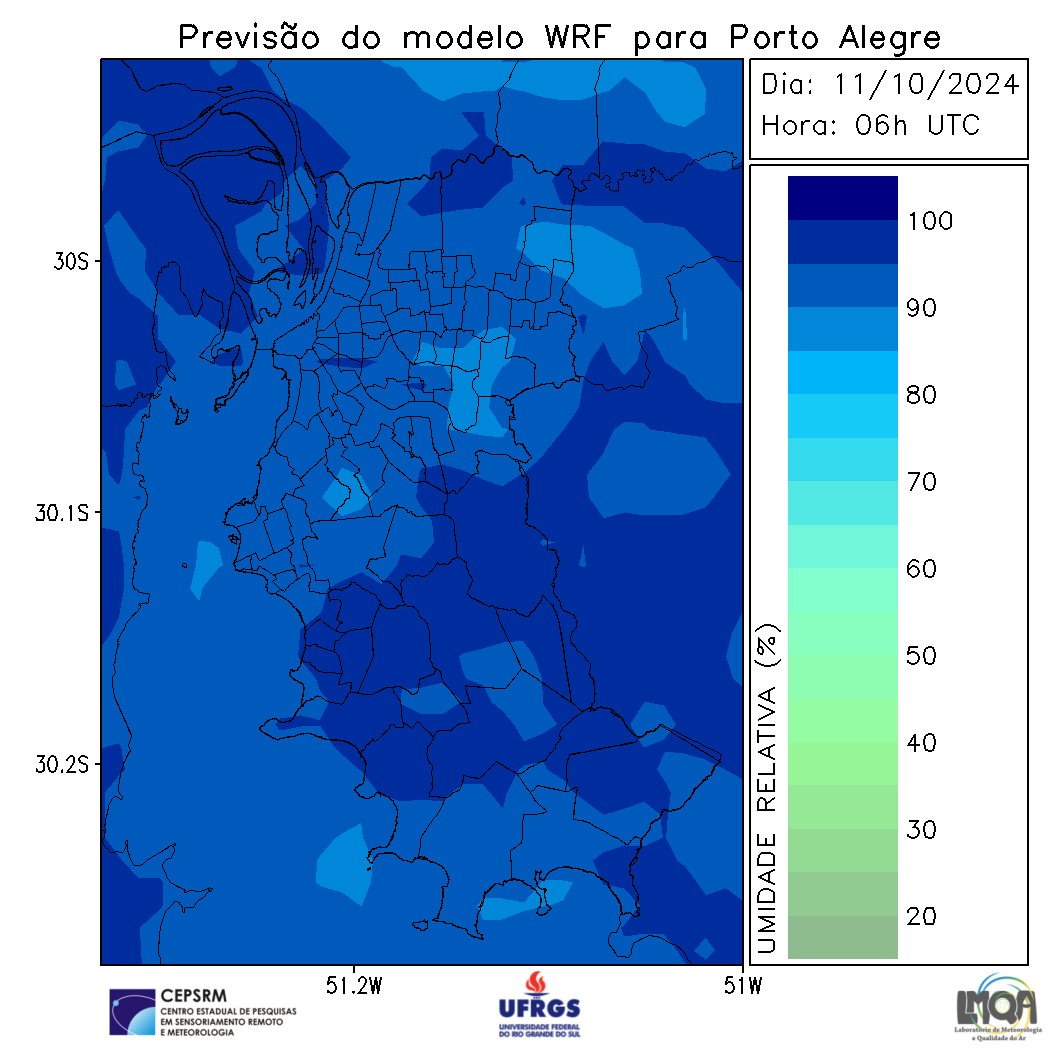 Previsão do modelo WRF para Porto Alegre
Dia: 11/10/2024
Hora: 06h UTC
30S
30.1S
30.2S
51.2W
51W
UMIDADE RELATIVA (%)
100
90
80
70
60
50
40
30
20
CEPSRM
CENTRO ESTADUAL DE PESQUISAS
EM SENSORIAMENTO REMOTO
E METEOROLOGIA
UFRGS
UNIVERSIDADE FEDERAL
DO RIO GRANDE DO SUL
LMQA
Laboratório de Meteorologia
e Qualidade do Ar